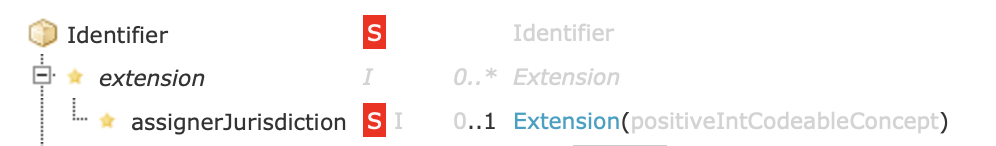 Identifier S Identifier
extension I 0..* Extension
assignerJurisdiction S I 0..1 Extension(positiveIntCodeableConcept)